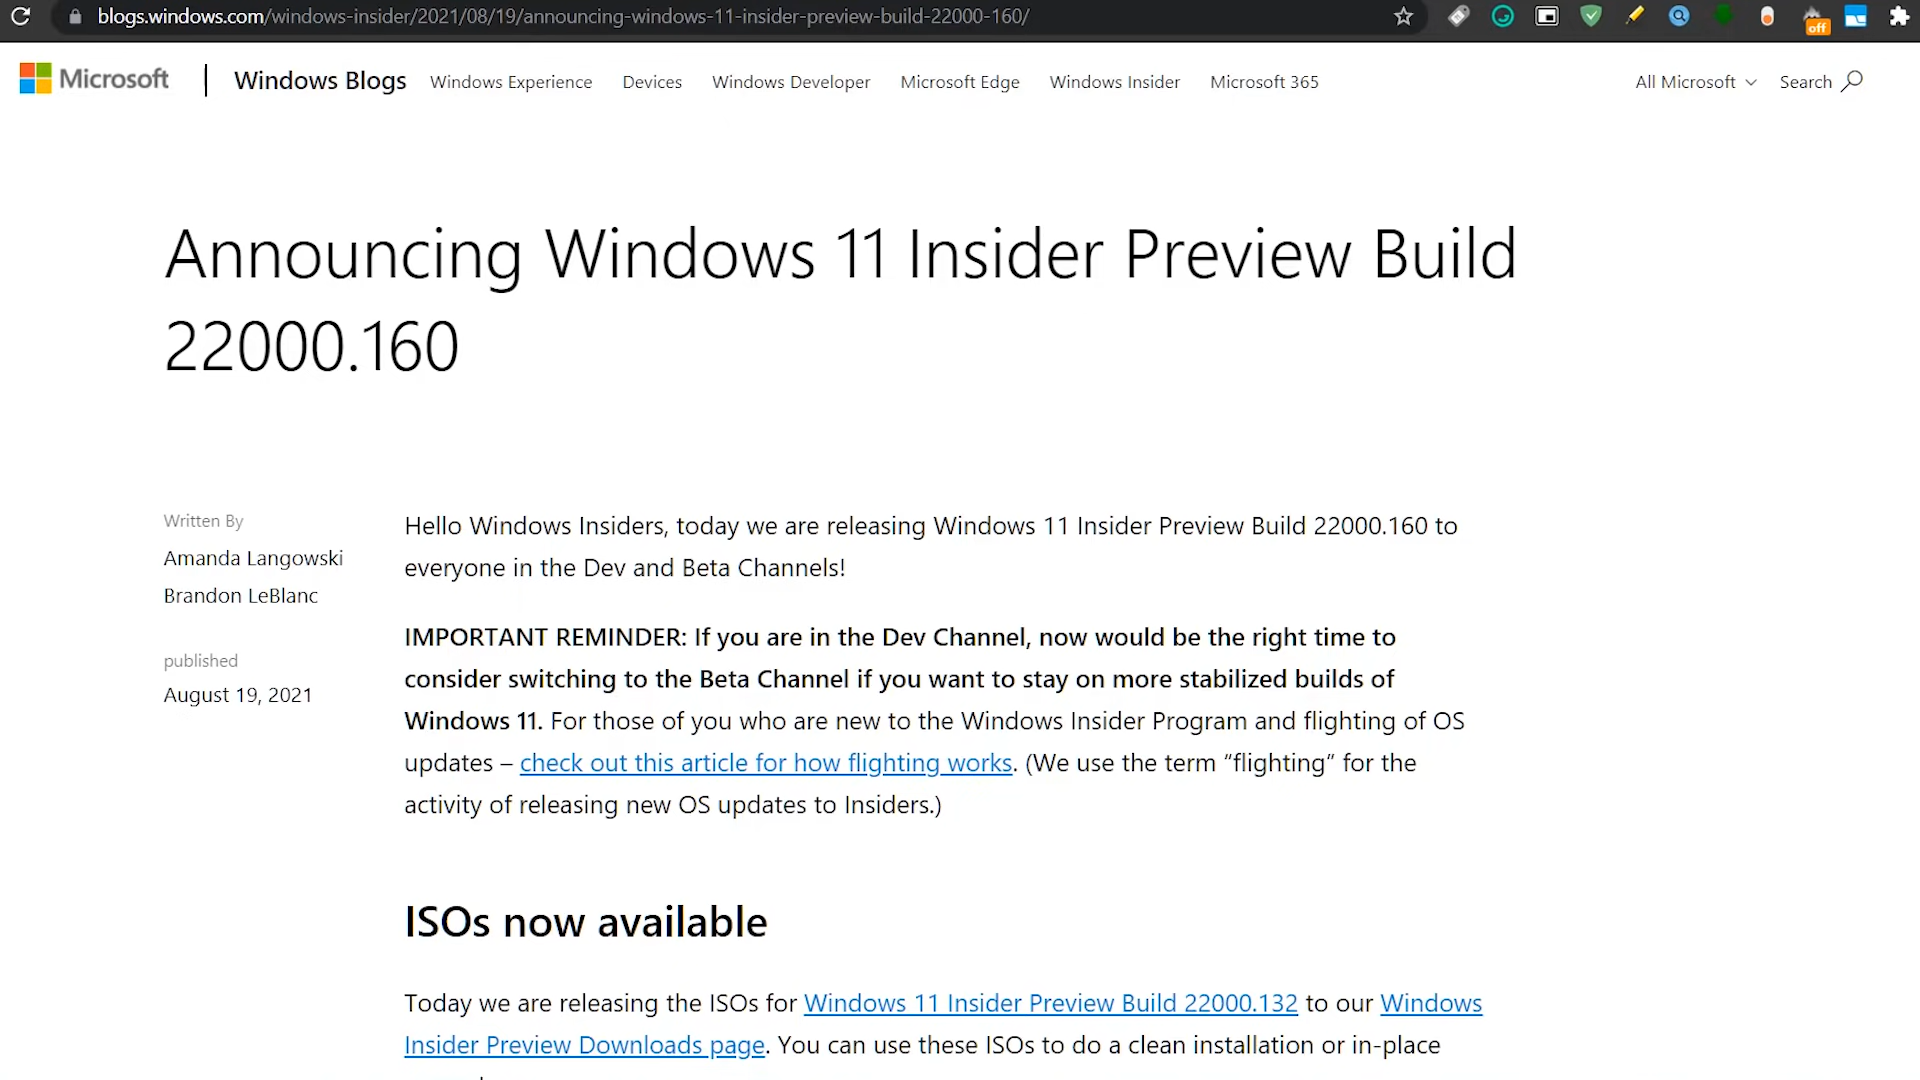 blogs.windows.com/windows-insider/2021/08/19/announcing-windows-11-insider-preview-build-22000-160/
off
Microsoft
Windows Blogs
Windows Experience
Devices
Windows Developer
Microsoft Edge
Windows Insider
Microsoft 365
All Microsoft
Search
Announcing Windows 11 Insider Preview Build
22000.160
Written By
Amanda Langowski
Brandon LeBlanc
published
August 19, 2021
Hello Windows Insiders, today we are releasing Windows 11 Insider Preview Build 22000.160 to
everyone in the Dev and Beta Channels!
IMPORTANT REMINDER: If you are in the Dev Channel, now would be the right time to
consider switching to the Beta Channel if you want to stay on more stabilized builds of
Windows 11. For those of you who are new to the Windows Insider Program and flighting of OS
updates – check out this article for how flighting works. (We use the term “flighting” for the
activity of releasing new OS updates to Insiders.)
ISOs now available
Today we are releasing the ISOs for Windows 11 Insider Preview Build 22000.132 to our Windows
Insider Preview Downloads page. You can use these ISOs to do a clean installation or in-place